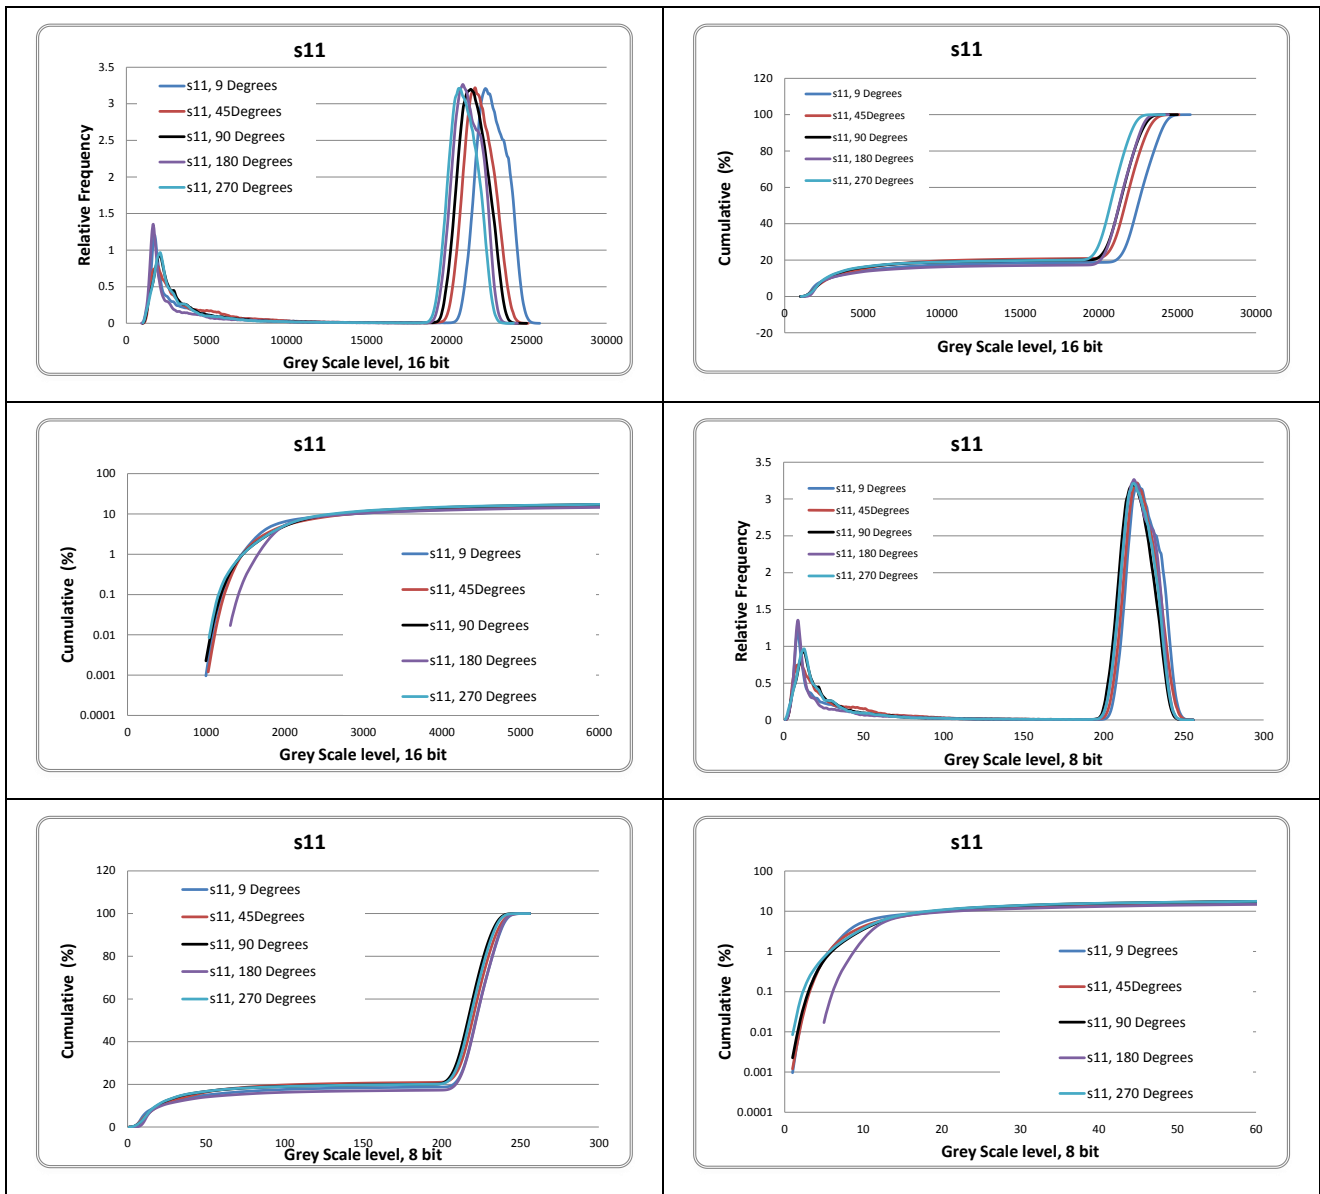 s11
3.5
3
2.5
2
1.5
1
0.5
0
Relative Frequency
s11, 9 Degrees
s11, 45Degrees
s11, 90 Degrees
s11, 180 Degrees
s11, 270 Degrees
0 5000 10000 15000 20000 25000 30000
Grey Scale level, 16 bit
s11
120
100
80
60
40
20
0
-20
Cumulative (%)
s11, 9 Degrees
s11, 45Degrees
s11, 90 Degrees
s11, 180 Degrees
s11, 270 Degrees
0 5000 10000 15000 20000 25000 30000
Grey Scale level, 16 bit
s11
100
10
1
0.1
0.01
0.001
0.0001
Cumulative (%)
s11, 9 Degrees
s11, 45Degrees
s11, 90 Degrees
s11, 180 Degrees
s11, 270 Degrees
0 1000 2000 3000 4000 5000 6000
Grey Scale level, 16 bit
s11
3.5
3
2.5
2
1.5
1
0.5
0
Relative Frequency
s11, 9 Degrees
s11, 45Degrees
s11, 90 Degrees
s11, 180 Degrees
s11, 270 Degrees
0 50 100 150 200 250 300
Grey Scale level, 8 bit
s11
120
100
80
60
40
20
0
Cumulative (%)
s11, 9 Degrees
s11, 45Degrees
s11, 90 Degrees
s11, 180 Degrees
s11, 270 Degrees
0 50 100 150 200 250 300
Grey Scale level, 8 bit
s11
100
10
1
0.1
0.01
0.001
0.0001
Cumulative (%)
s11, 9 Degrees
s11, 45Degrees
s11, 90 Degrees
s11, 180 Degrees
s11, 270 Degrees
0 10 20 30 40 50 60
Grey Scale level, 8 bit